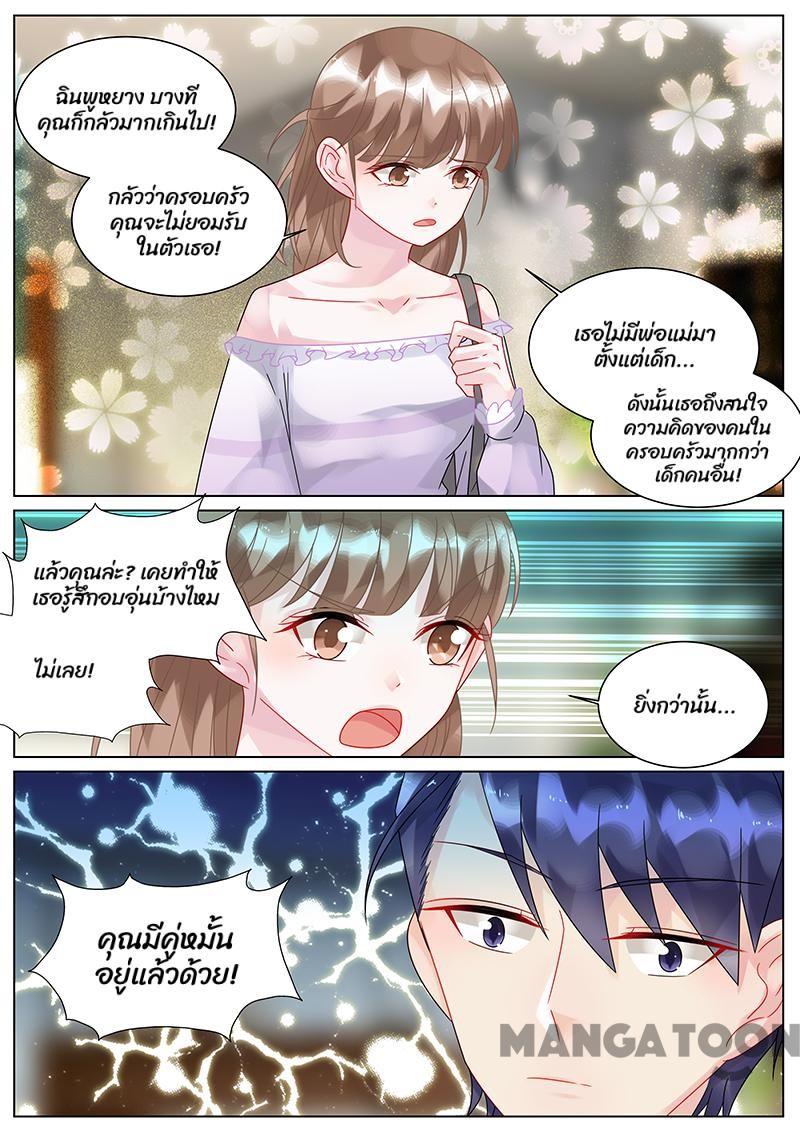 ฉินพูหยาง บางที
คุณก็กลัวมากเกินไป!
กลัวว่าครอบครัว
คุณจะไม่ยอมรับ
ในตัวเธอ!
เธอไม่มีพ่อแม่มา
ตั้งแต่เด็ก...
ดังนั้นเธอถึงสนใจ
ความคิดของคนใน
ครอบครัวมากกว่า
เด็กคนอื่น!
แล้วคุณล่ะ? เคยทำให้
เธอรู้สึกอบอุ่นบ้างไหม
ไม่เลย!
ยิ่งกว่านั้น...
คุณมีคู่หมั้น
อยู่แล้วด้วย!
MANGATOON